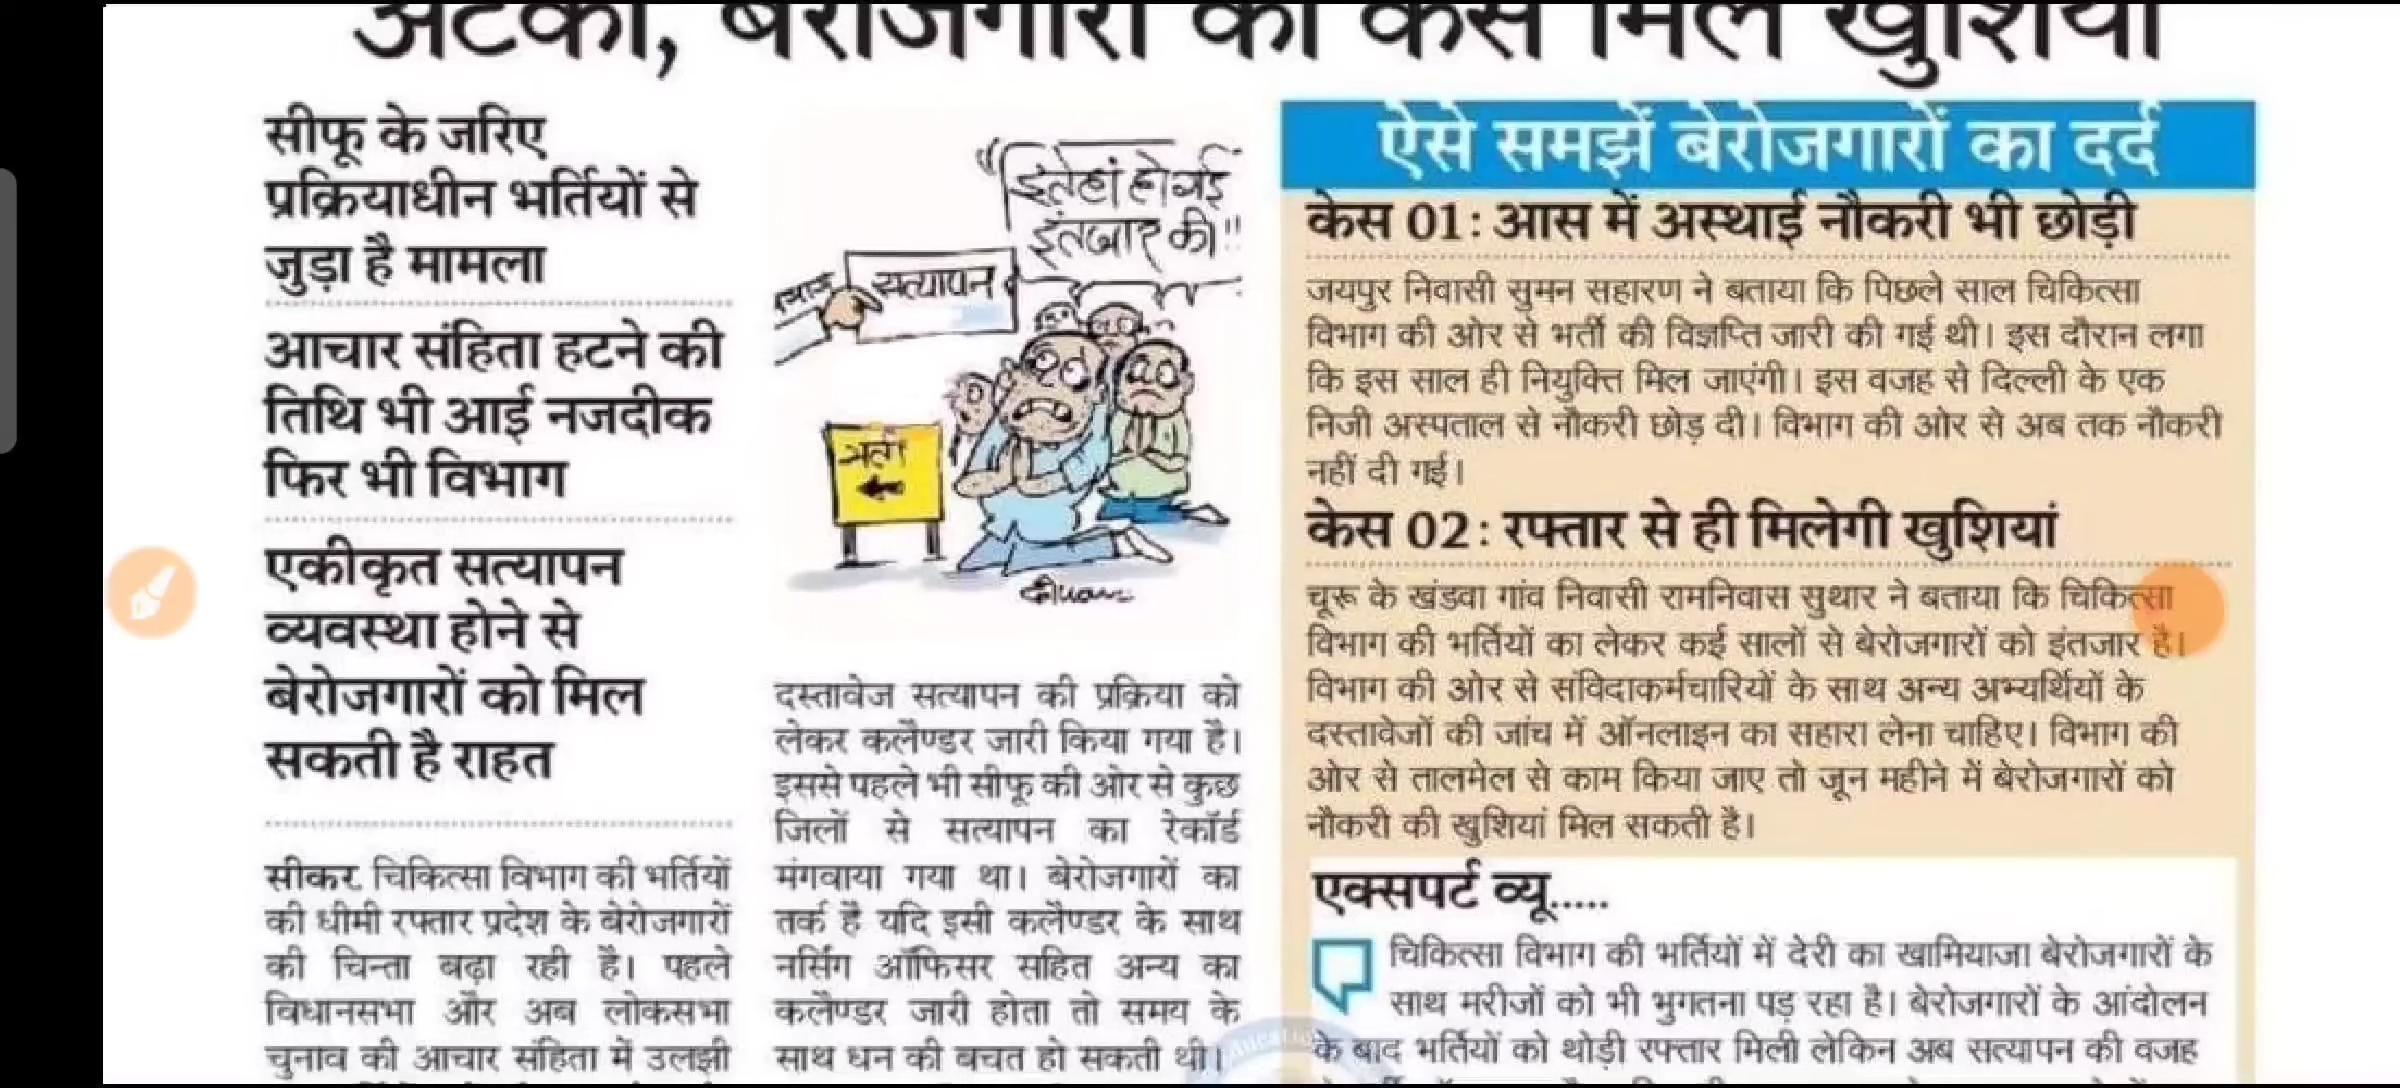 अटकी, बेरोजगारों को कैसे मिले खुशियां
सीफू के जरिए
प्रक्रियाधीन भर्तियों से
जुड़ा है मामला
आचार संहिता हटने की
तिथि भी आई नजदीक
फिर भी विभाग
एकीकृत सत्यापन
व्यवस्था होने से
बेरोजगारों को मिल
सकती है राहत
सीकर. चिकित्सा विभाग की भर्तियों
की धीमी रफ्तार प्रदेश के बेरोजगारों
की चिन्ता बढ़ा रही है। पहले
विधानसभा और अब लोकसभा
चुनाव की आचार संहिता में उलझी
"इंतेहां हो गई
इंतजार की"
सत्यापन
भर्ती
दस्तावेज सत्यापन की प्रक्रिया को
लेकर कलैण्डर जारी किया गया है।
इससे पहले भी सीफू की ओर से कुछ
जिलों से सत्यापन का रेकॉर्ड
मंगवाया गया था। बेरोजगारों का
तर्क है यदि इसी कलैण्डर के साथ
नर्सिंग ऑफिसर सहित अन्य का
कलैण्डर जारी होता तो समय के
साथ धन की बचत हो सकती थी।
ऐसे समझें बेरोजगारों का दर्द
केस 01: आस में अस्थाई नौकरी भी छोड़ी
जयपुर निवासी सुमन सहारण ने बताया कि पिछले साल चिकित्सा
विभाग की ओर से भर्ती की विज्ञप्ति जारी की गई थी। इस दौरान लगा
कि इस साल ही नियुक्ति मिल जाएंगी। इस वजह से दिल्ली के एक
निजी अस्पताल से नौकरी छोड़ दी। विभाग की ओर से अब तक नौकरी
नहीं दी गई।
केस 02: रफ्तार से ही मिलेगी खुशियां
चूरू के खंडवा गांव निवासी रामनिवास सुथार ने बताया कि चिकित्सा
विभाग की भर्तियों का लेकर कई सालों से बेरोजगारों को इंतजार है।
विभाग की ओर से संविदाकर्मचारियों के साथ अन्य अभ्यर्थियों के
दस्तावेजों की जांच में ऑनलाइन का सहारा लेना चाहिए। विभाग की
ओर से तालमेल से काम किया जाए तो जून महीने में बेरोजगारों को
नौकरी की खुशियां मिल सकती है।
एक्सपर्ट व्यू.....
चिकित्सा विभाग की भर्तियों में देरी का खामियाजा बेरोजगारों के
साथ मरीजों को भी भुगतना पड़ रहा है। बेरोजगारों के आंदोलन
के बाद भर्तियों को थोड़ी रफ्तार मिली लेकिन अब सत्यापन की वजह